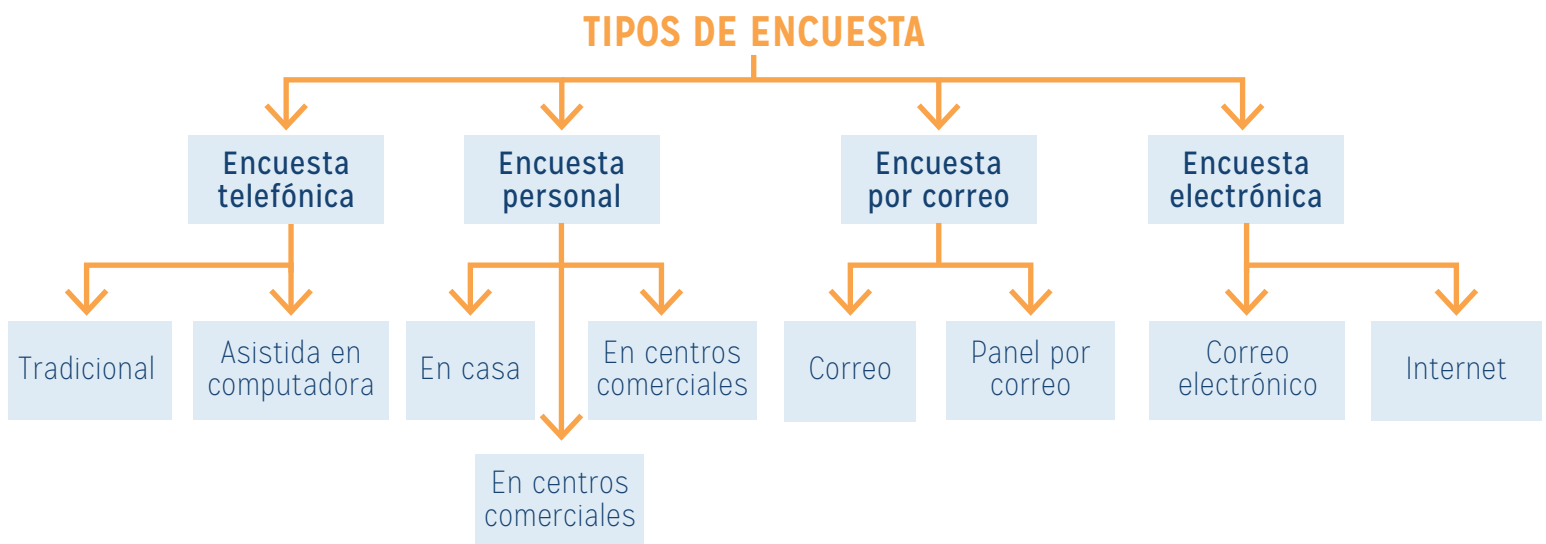 TIPOS DE ENCUESTA
Encuesta
telefónica
Encuesta
personal
Encuesta
por correo
Encuesta
electrónica
Tradicional
Asistida en
computadora
En casa
En centros
comerciales
Correo
Panel por
correo
Correo
electrónico
Internet
En centros
comerciales